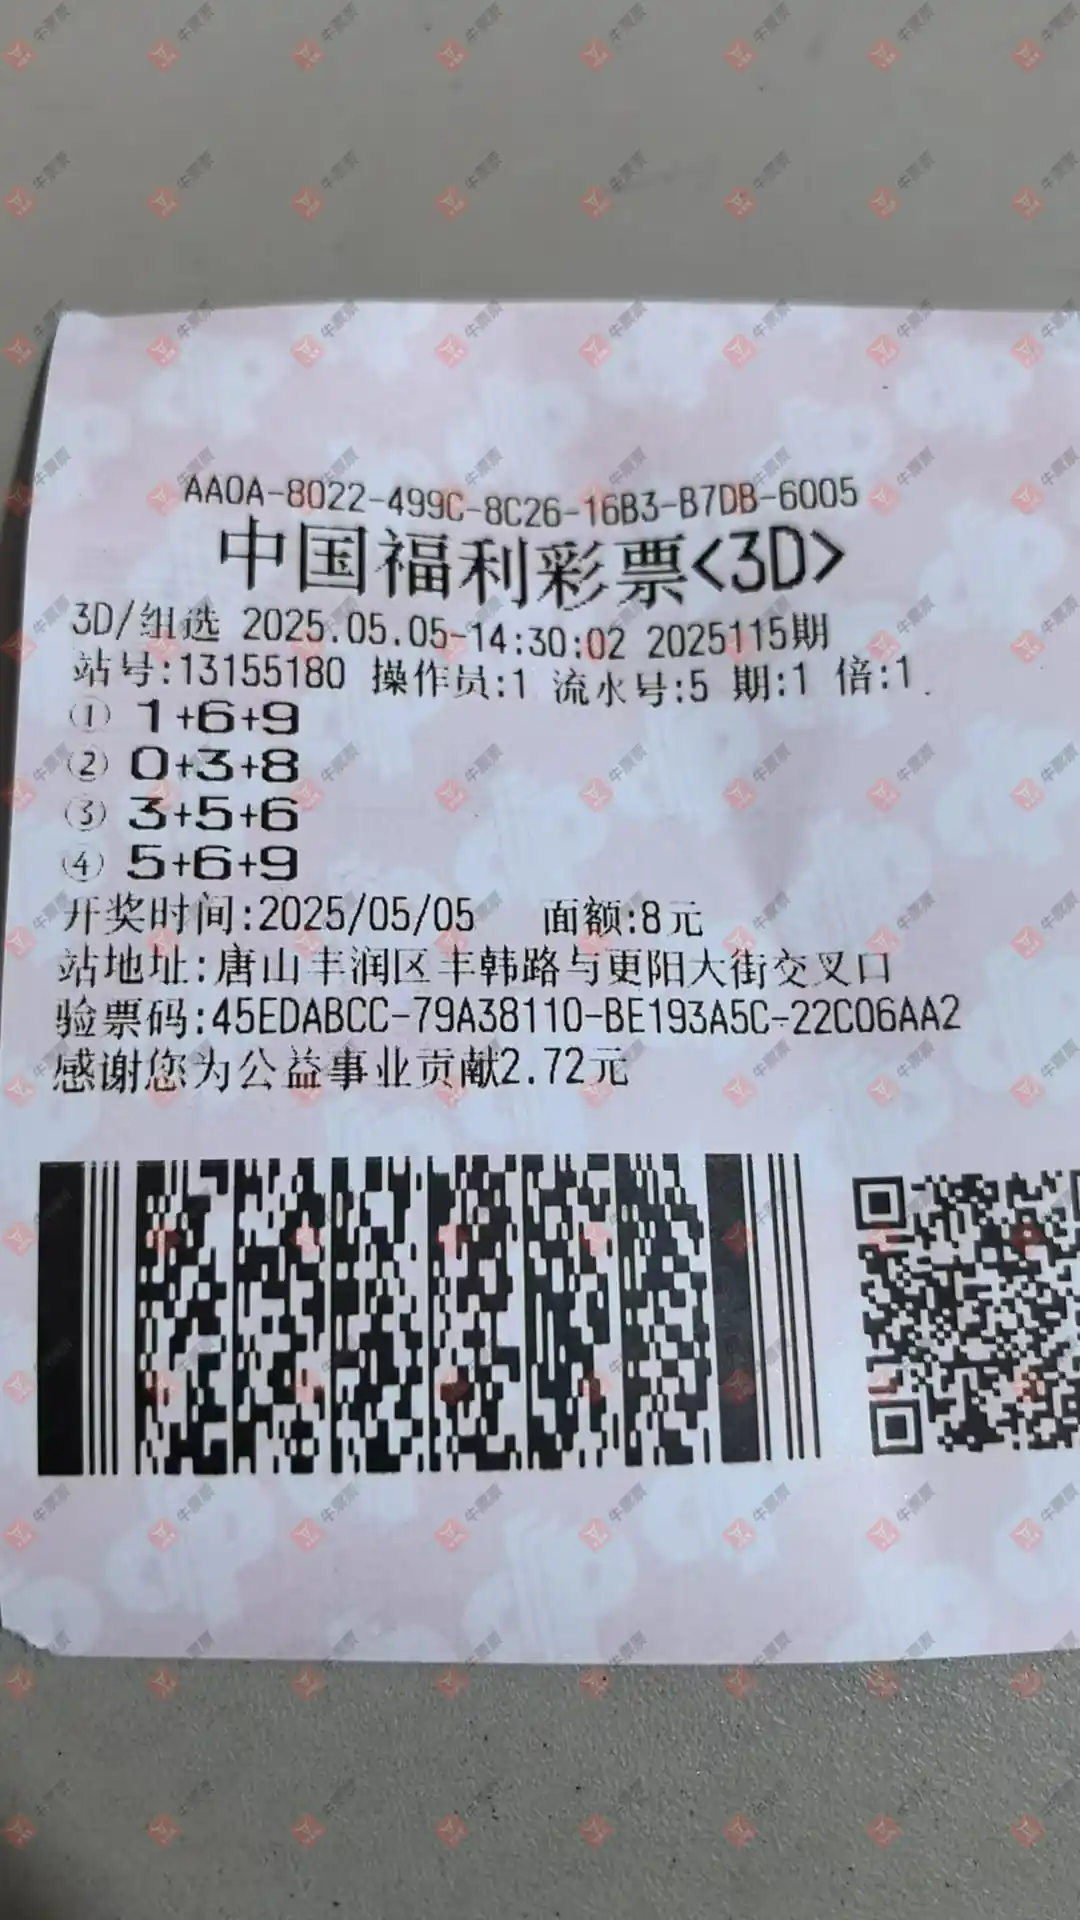 AA0A-8022-499C-8C26-16B3-B7DB-6005
中国福利彩票<3D>
3D/组选 2025.05.05-14:30:02 2025115期
站号:13155180 操作员:1 流水号:5 期:1 倍:1
① 1+6+9
② 0+3+8
③ 3+5+6
④ 5+6+9
开奖时间:2025/05/05 面额:8元
站地址:唐山丰润区丰韩路与更阳大街交叉口
验票码:45EDABCC-79A38110-BE193A5C-22C06AA2
感谢您为公益事业贡献2.72元